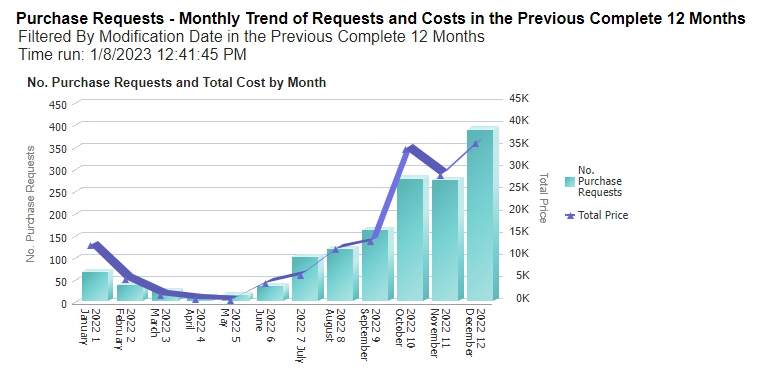 Purchase Requests - Monthly Trend of Requests and Costs in the Previous Complete 12 Months
Filtered By Modification Date in the Previous Complete 12 Months
Time run: 1/8/2023 12:41:45 PM
No. Purchase Requests and Total Cost by Month
450
400
350
300
250
200
150
100
50
0
No.. Purchase Requests
45K
40K
35K
30K
25K
20K
15K
10K
5K
0K
Total Price
2022 1
January
2022 2
February
2022 3
March
2022 4
April
2022 5
May
2022 6
June
2022 7 July
2022 8
August
2022 9
September
2022 10
October
2022 11
November
2022 12
December
No.
Purchase
Requests
Total Price